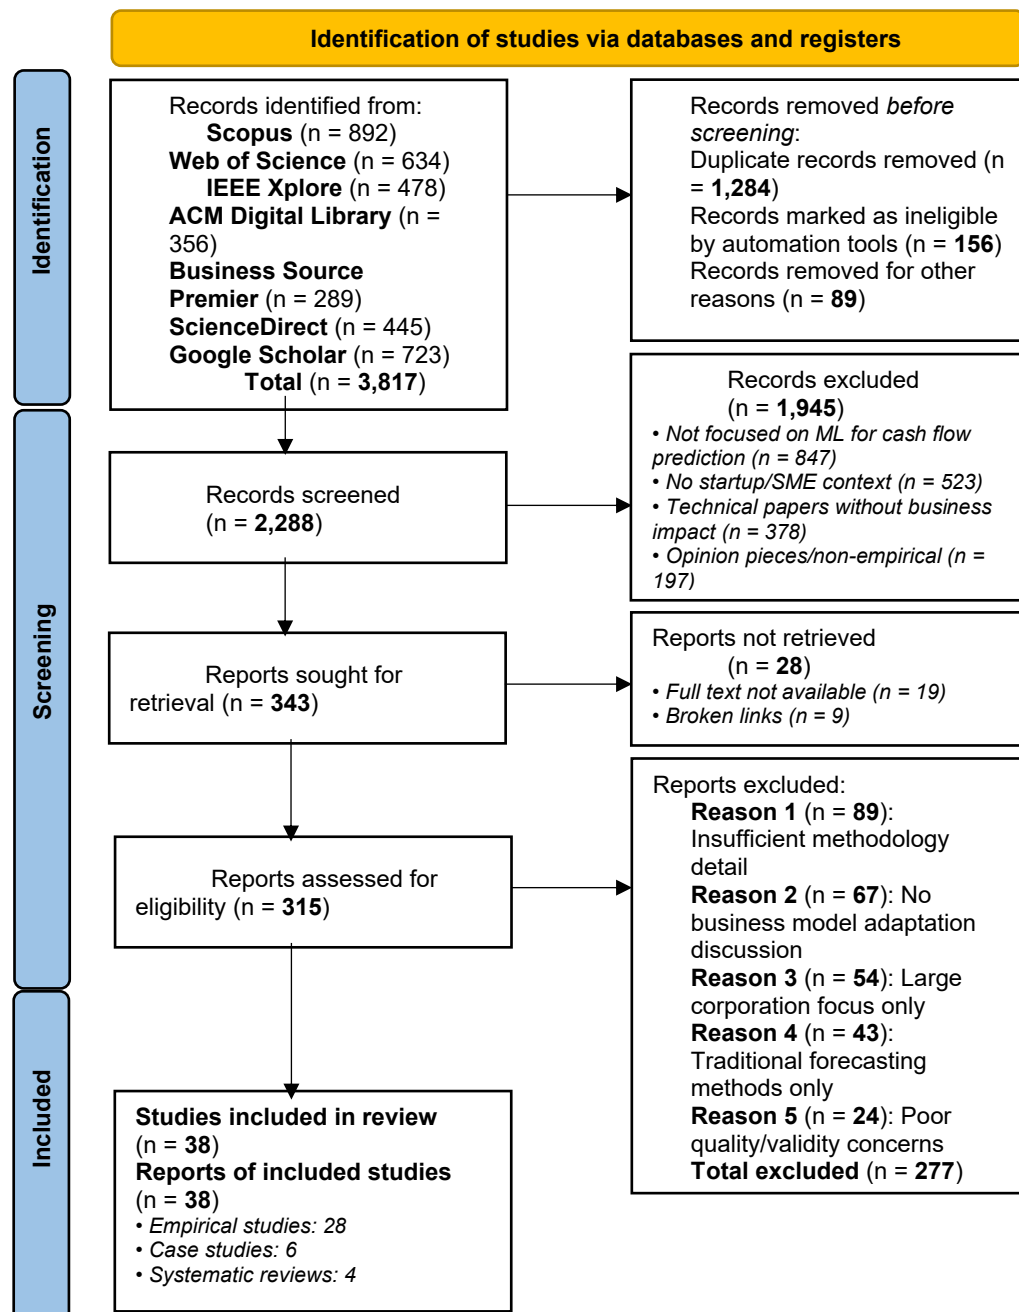 Identification of studies via databases and registers
Identification
Records identified from:
Scopus (n = 892)
Web of Science (n = 634)
IEEE Xplore (n = 478)
ACM Digital Library (n =
356)
Business Source
Premier (n = 289)
ScienceDirect (n = 445)
Google Scholar (n = 723)
Total (n = 3,817)
Records removed before
screening:
Duplicate records removed (n
= 1,284)
Records marked as ineligible
by automation tools (n = 156)
Records removed for other
reasons (n = 89)
Screening
Records screened
(n = 2,288)
Records excluded
(n = 1,945)
• Not focused on ML for cash flow
prediction (n = 847)
• No startup/SME context (n = 523)
• Technical papers without business
impact (n = 378)
• Opinion pieces/non-empirical (n =
197)
Reports sought for
retrieval (n = 343)
Reports not retrieved
(n = 28)
• Full text not available (n = 19)
• Broken links (n = 9)
Reports assessed for
eligibility (n = 315)
Reports excluded:
Reason 1 (n = 89):
Insufficient methodology
detail
Reason 2 (n = 67): No
business model adaptation
discussion
Reason 3 (n = 54): Large
corporation focus only
Reason 4 (n = 43):
Traditional forecasting
methods only
Reason 5 (n = 24): Poor
quality/validity concerns
Total excluded (n = 277)
Included
Studies included in review
(n = 38)
Reports of included studies
(n = 38)
• Empirical studies: 28
• Case studies: 6
• Systematic reviews: 4